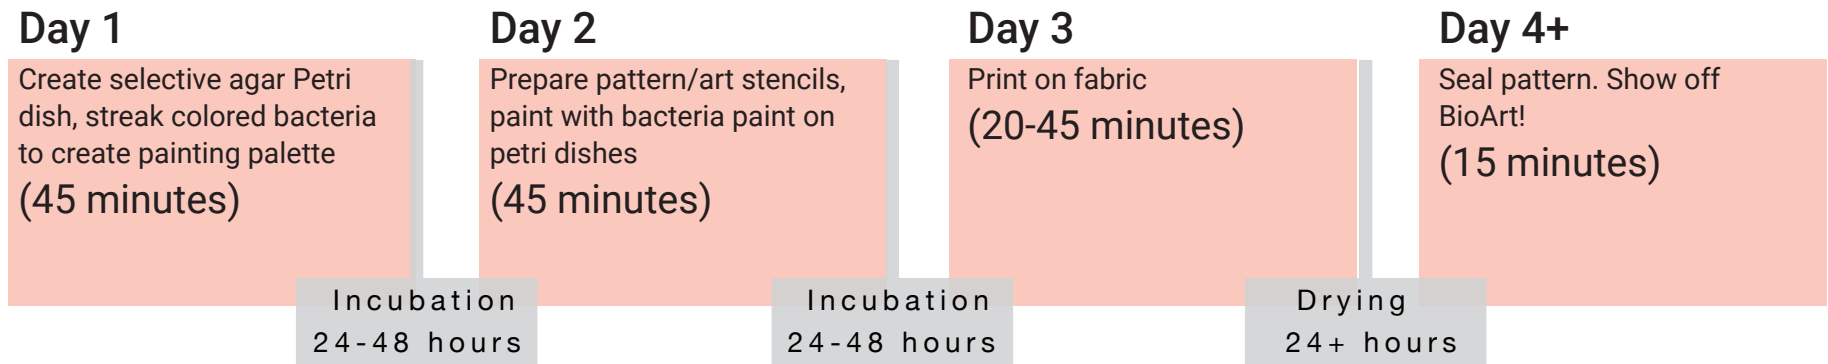 Day 1
Create selective agar Petri
dish, streak colored bacteria
to create painting palette
(45 minutes)
Incubation
24-48 hours
Day 2
Prepare pattern/art stencils,
paint with bacteria paint on
petri dishes
(45 minutes)
Incubation
24-48 hours
Day 3
Print on fabric
(20-45 minutes)
Drying
24+ hours
Day 4+
Seal pattern. Show off
BioArt!
(15 minutes)